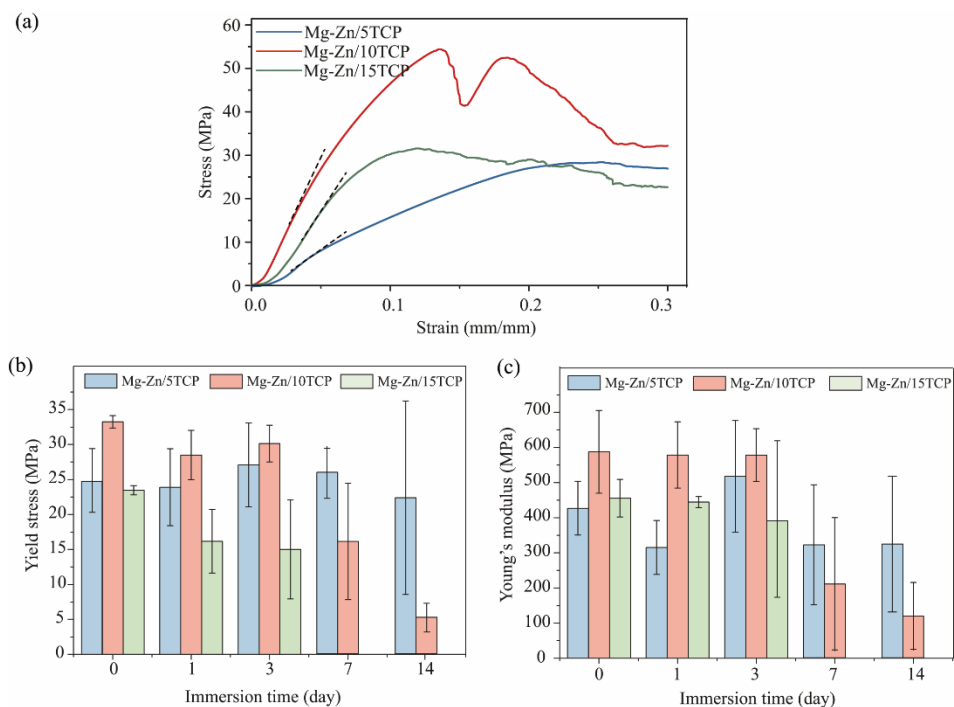 (a)
60
50
40
30
20
10
0
Stress (MPa)
Mg-Zn/5TCP
Mg-Zn/10TCP
Mg-Zn/15TCP
0.0 0.1 0.2 0.3
Strain (mm/mm)
(b)
Mg-Zn/5TCP Mg-Zn/10TCP Mg-Zn/15TCP
35
30
25
20
15
10
5
0
Yield stress (MPa)
0 1 3 7 14
Immersion time (day)
(c)
Mg-Zn/5TCP Mg-Zn/10TCP Mg-Zn/15TCP
700
600
500
400
300
200
100
0
Young's modulus (MPa)
0 1 3 7 14
Immersion time (day)